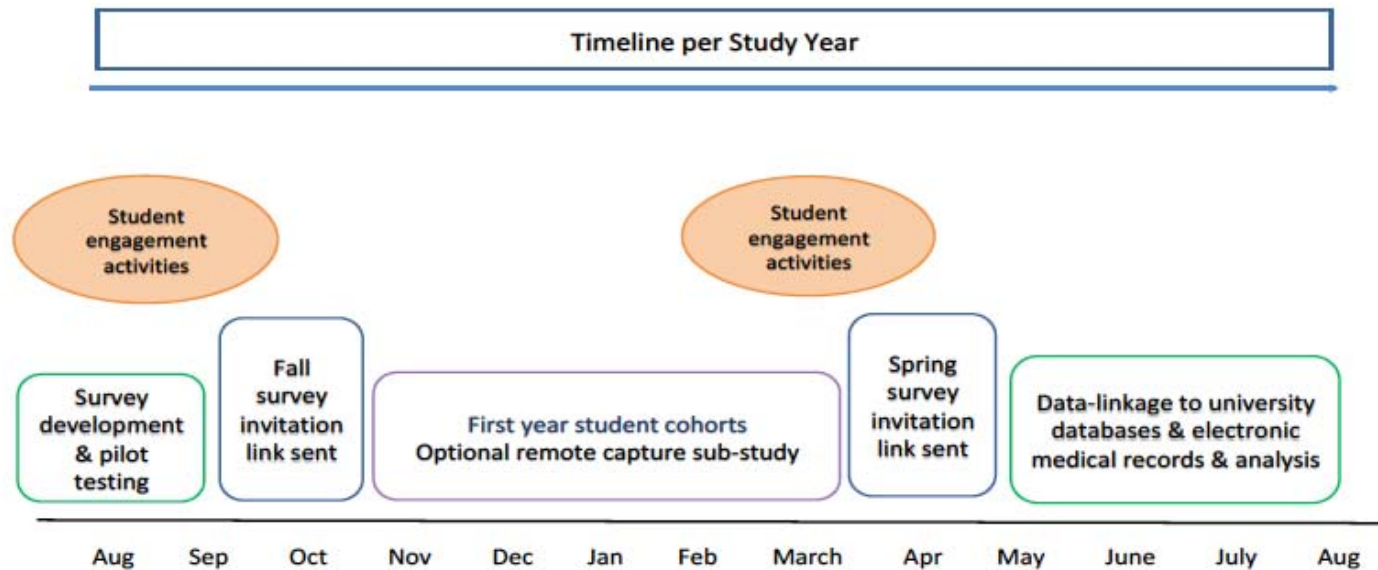 Timeline per Study Year
Student
engagement
activities
Student
engagement
activities
Survey
development
& pilot
testing
Fall
survey
invitation
link sent
First year student cohorts
Optional remote capture sub-study
Spring
survey
invitation
link sent
Data-linkage to university
databases & electronic
medical records & analysis
Aug Sep Oct Nov Dec Jan Feb March Apr May June July Aug